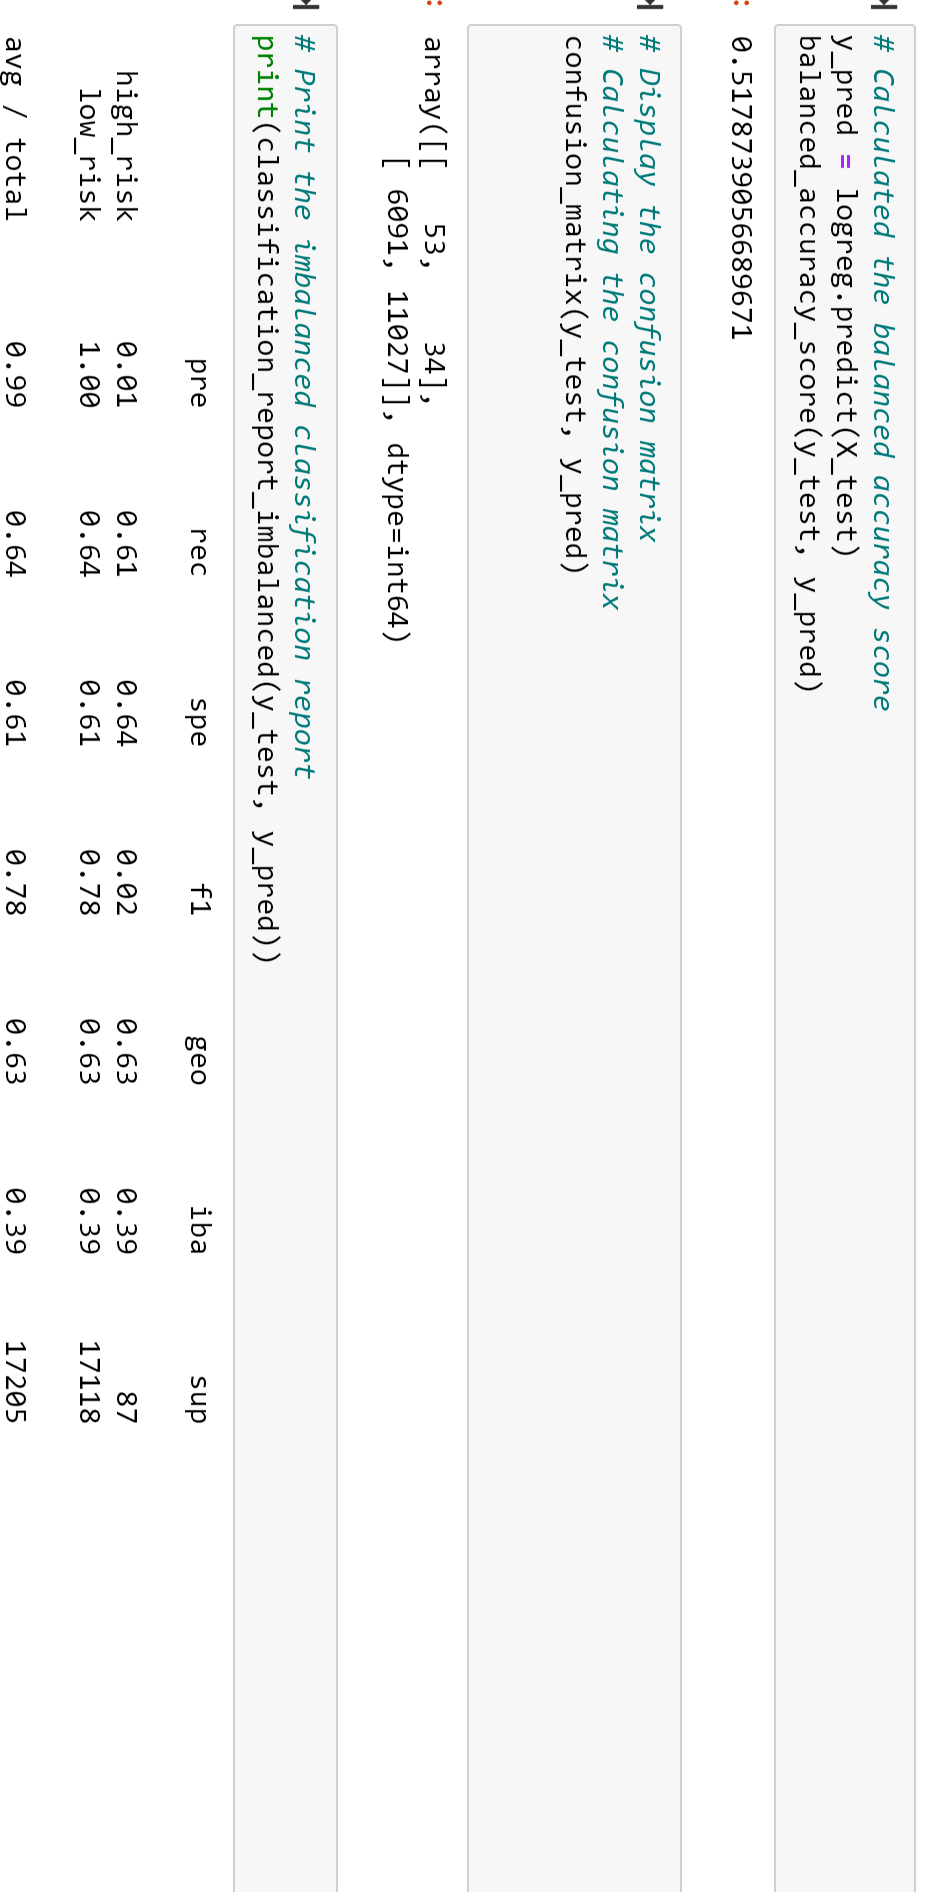 # Calculated the balanced accuracy score
y_pred = logreg.predict(X_test)
balanced_accuracy_score(y_test, y_pred)
: 0.5178739056689671
# Display the confusion matrix
# Calculating the confusion matrix
confusion_matrix(y_test, y_pred)
: array([[   53,    34],
       [ 6091, 11027]], dtype=int64)
# Print the imbalanced classification report
print(classification_report_imbalanced(y_test, y_pred))
pre rec spe f1 geo iba sup
high_risk 0.01 0.61 0.64 0.02 0.63 0.39 87
low_risk 1.00 0.64 0.61 0.78 0.63 0.39 17118
avg / total 0.99 0.64 0.61 0.78 0.63 0.39 17205